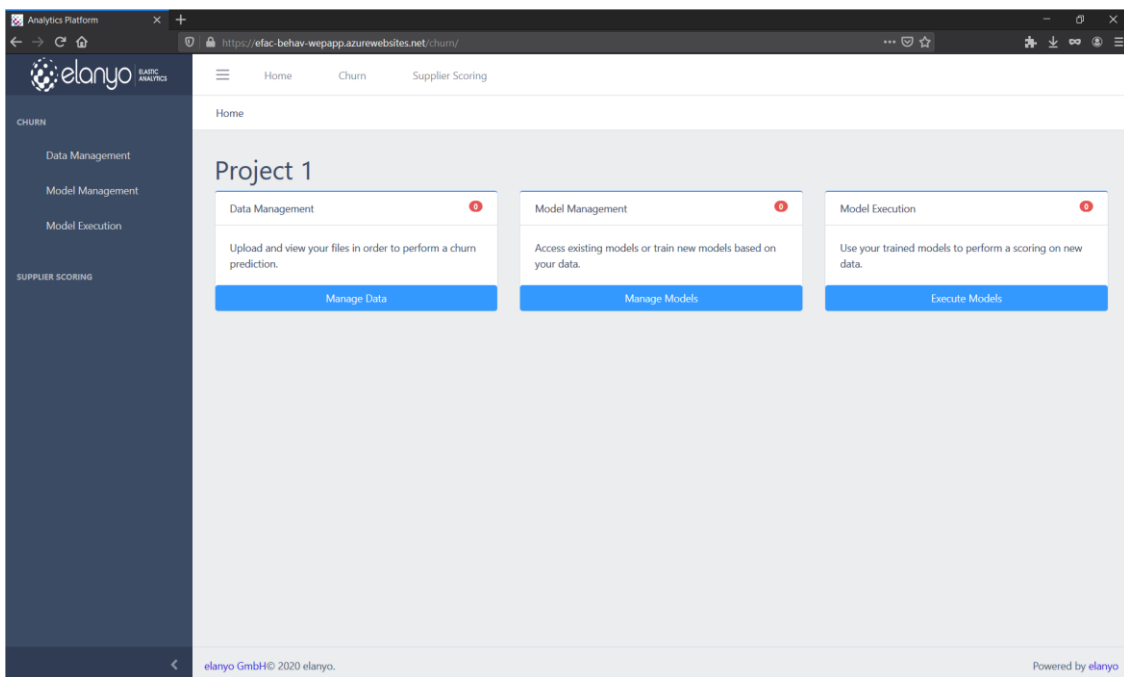 Analytics Platform
https://efac-behav-wepapp.azurewebsites.net/churn/
elanyo ELASTIC ANALYTICS
Home Churn Supplier Scoring
Home
CHURN
Data Management
Model Management
Model Execution
SUPPLIER SCORING
Project 1
Data Management 0
Upload and view your files in order to perform a churn
prediction.
Manage Data
Model Management 0
Access existing models or train new models based on
your data.
Manage Models
Model Execution 0
Use your trained models to perform a scoring on new
data.
Execute Models
elanyo GmbH© 2020 elanyo.
Powered by elanyo